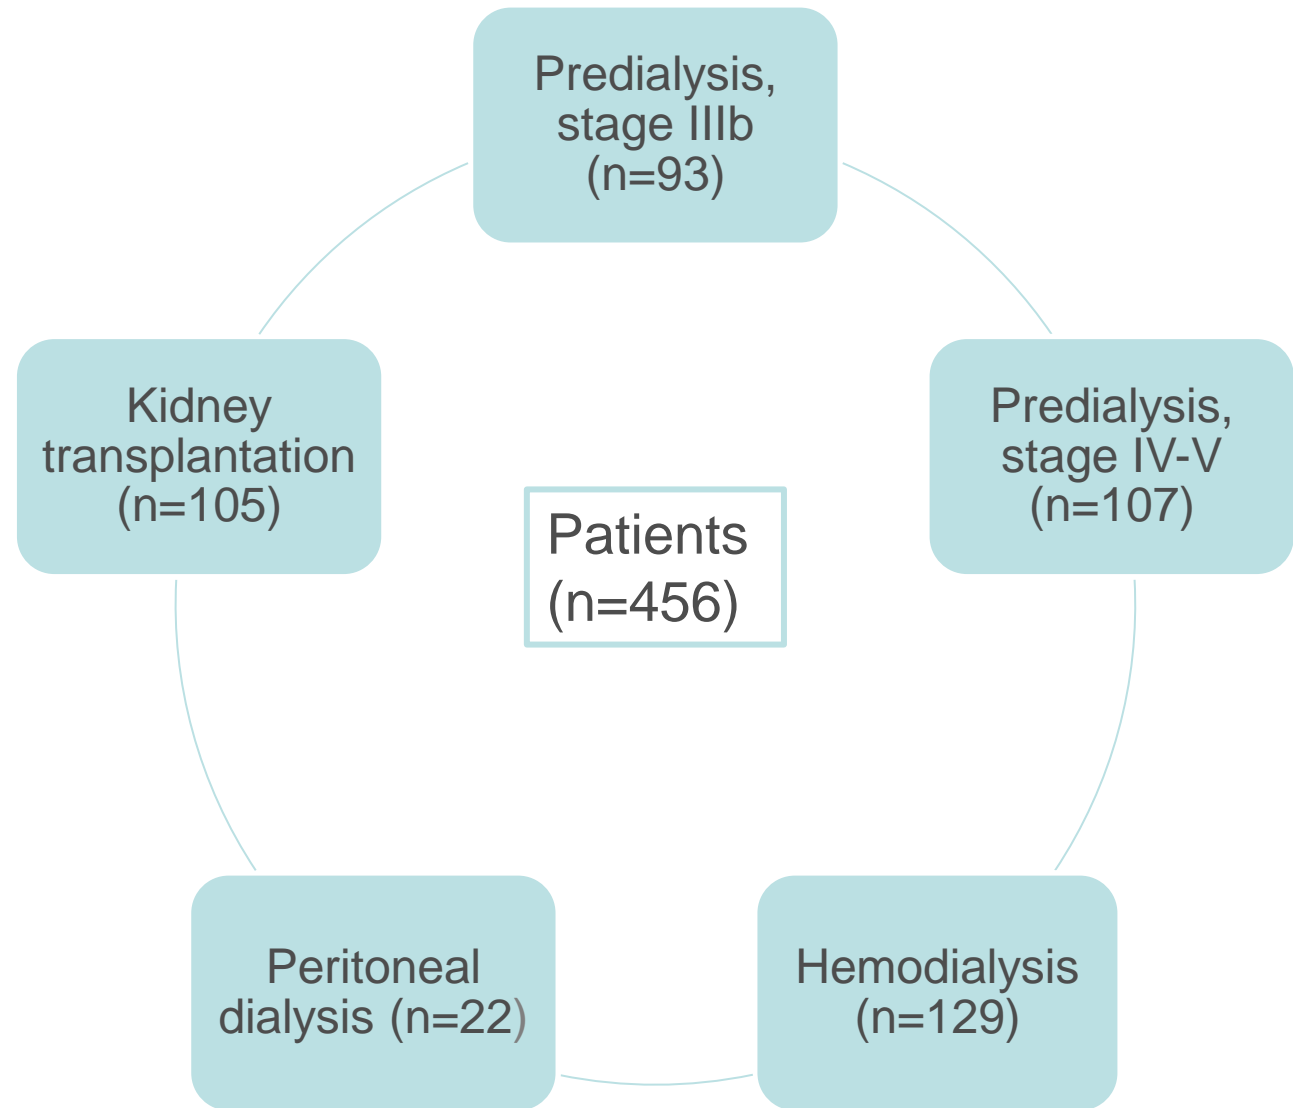 Predialysis,
stage IIIb
(n=93)
Kidney
transplantation
(n=105)
Predialysis,
stage IV-V
(n=107)
Patients
(n=456)
Peritoneal
dialysis (n=22)
Hemodialysis
(n=129)